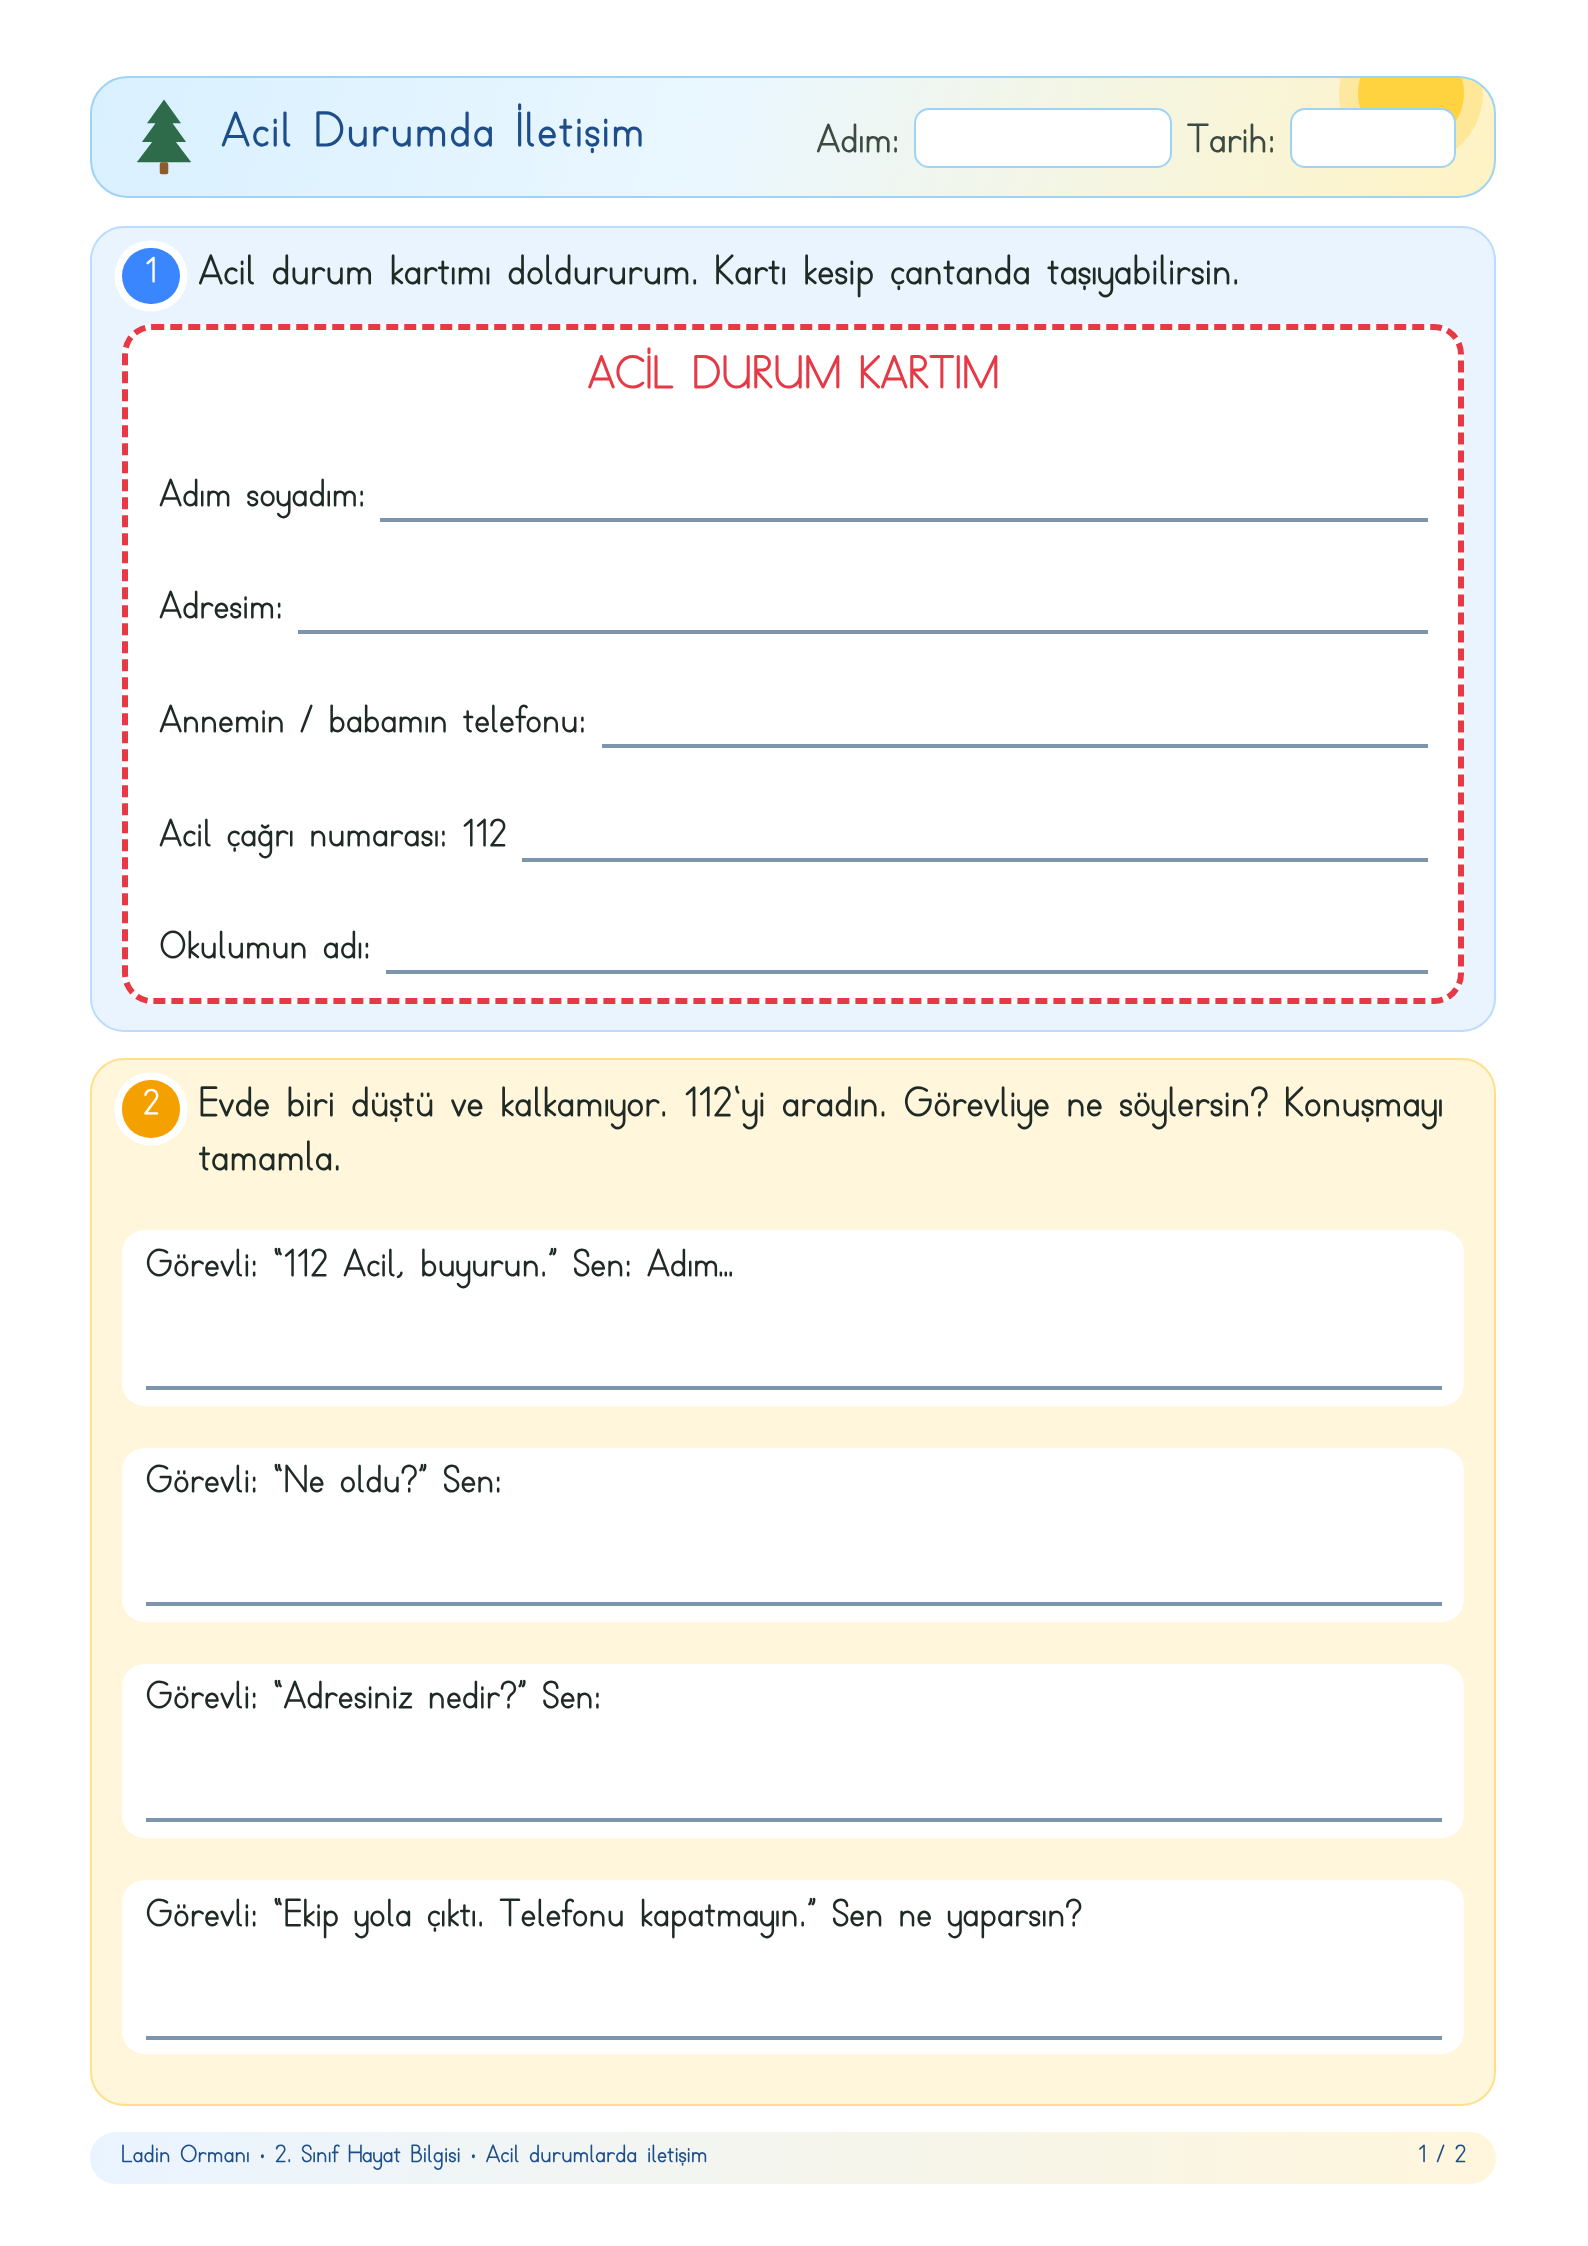 Acil Durumda İletişim
Adım:
Tarih:
1
Acil durum kartımı doldururum. Kartı kesip çantanda taşıyabilirsin.
ACİL DURUM KARTIM
Adım soyadım:
Adresim:
Annemin / babamın telefonu:
Acil çağrı numarası: 112
Okulumun adı:
2
Evde biri düştü ve kalkamıyor. 112‘yi aradın. Görevliye ne söylersin? Konuşmayı
tamamla.
Görevli: “112 Acil, buyurun.” Sen: Adım...
Görevli: “Ne oldu?” Sen:
Görevli: “Adresiniz nedir?” Sen:
Görevli: “Ekip yola çıktı. Telefonu kapatmayın.” Sen ne yaparsın?
Ladin Ormanı • 2. Sınıf Hayat Bilgisi • Acil durumlarda iletişim
1 / 2